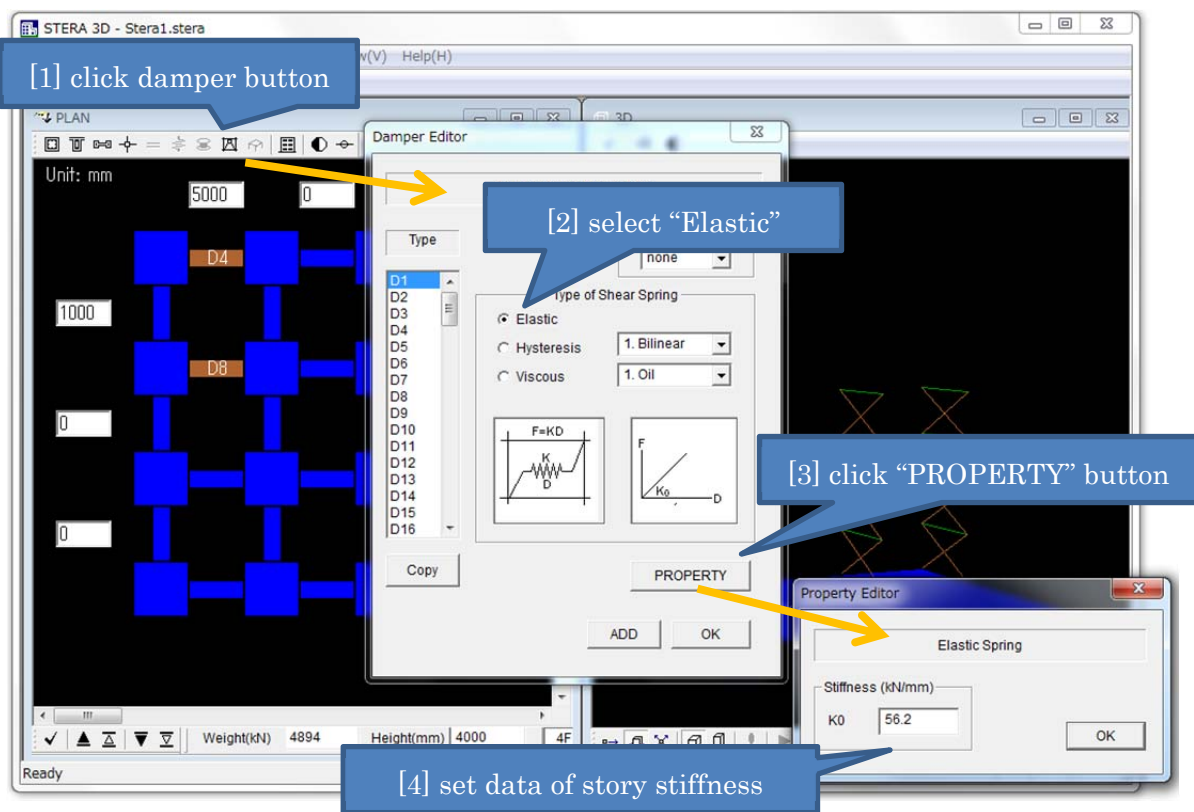 STERA 3D - Stera1.stera
w(V) Help(H)
[1] click damper button
PLAN
3D
Unit: mm
5000
0
1000
0
0
D4
D8
Damper Editor
[2] select “Elastic”
Type
none
D1
D2
D3
D4
D5
D6
D7
D8
D9
D10
D11
D12
D13
D14
D15
D16
Type of Shear Spring
Elastic
Hysteresis
1. Bilinear
Viscous
1. Oil
F=KD
K
D
F
K0
D
[3] click “PROPERTY” button
Copy
PROPERTY
ADD
OK
Property Editor
Elastic Spring
Stiffness (kN/mm)
K0
56.2
OK
Weight(kN) 4894
Height(mm) 4000
4F
Ready
[4] set data of story stiffness